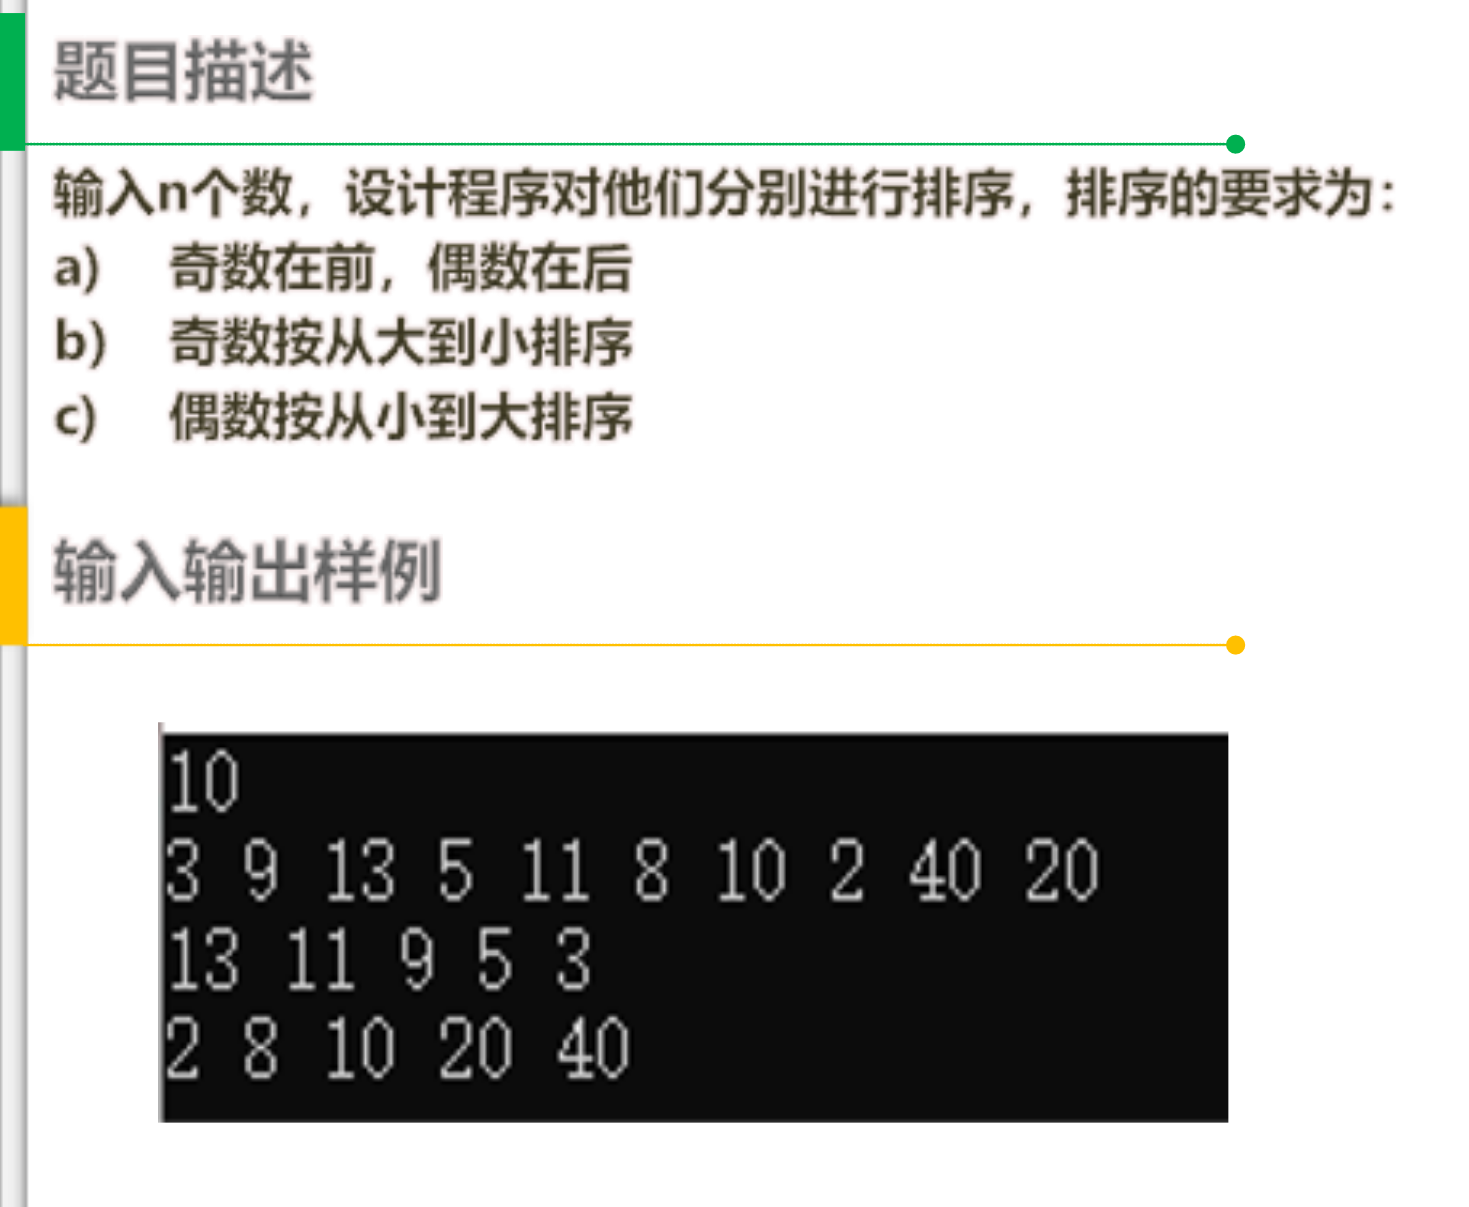 题目描述
输入n个数，设计程序对他们分别进行排序，排序的要求为：
a) 奇数在前，偶数在后
b) 奇数按从大到小排序
c) 偶数按从小到大排序
输入输出样例
10
3 9 13 5 11 8 10 2 40 20
13 11 9 5 3
2 8 10 20 40